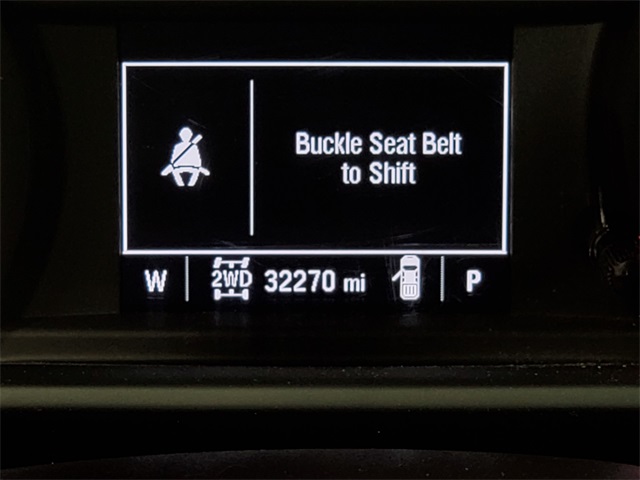 Buckle Seat Belt
to Shift
W 2WD 32270 mi P